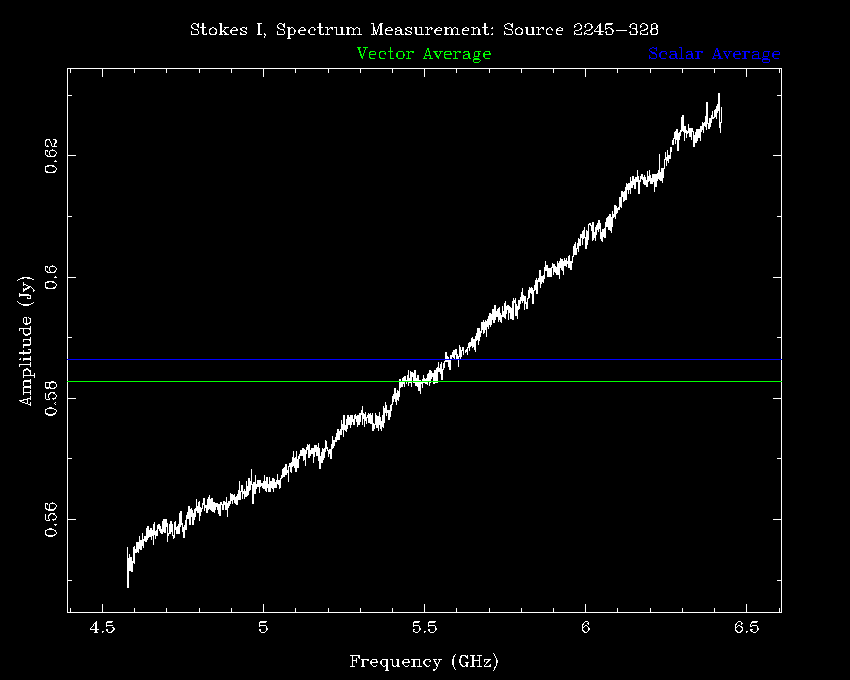 Stokes I, Spectrum Measurement: Source 2245−328
Vector Average
Scalar Average
Amplitude (Jy)
0.62
0.6
0.58
0.56
4.5
5
5.5
6
6.5
Frequency (GHz)